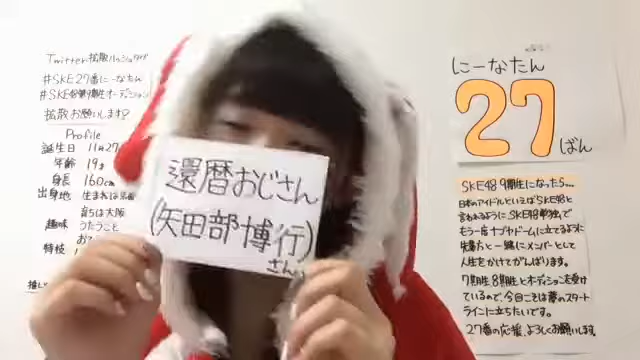 Twitter拡散ハッシュタグ
#SKE27番にーなたん
#SKE48第9期生オーディション
拡散お願いします?
Profile
誕生日 11月27
年齢 19才
身長 160cm
出身地 生まれは
育ちは大阪
趣味 うたうこと
特技
還暦おじさん
(矢田部博行)
さん
にーなたん
27
ばん
SKE48 9期生になったら...
日本のアイドルといえばSKE48と
言われるように SKE48単独で
もう一度ナゴヤドームに立てるように
先輩方と一緒にメンバーとして
人生をかけてがんばります。
7期生8期生とオーディションを受け
ているので、今回こそは夢のスタート
ラインに立ちたいです。
27番の応援、よろしくお願いします。